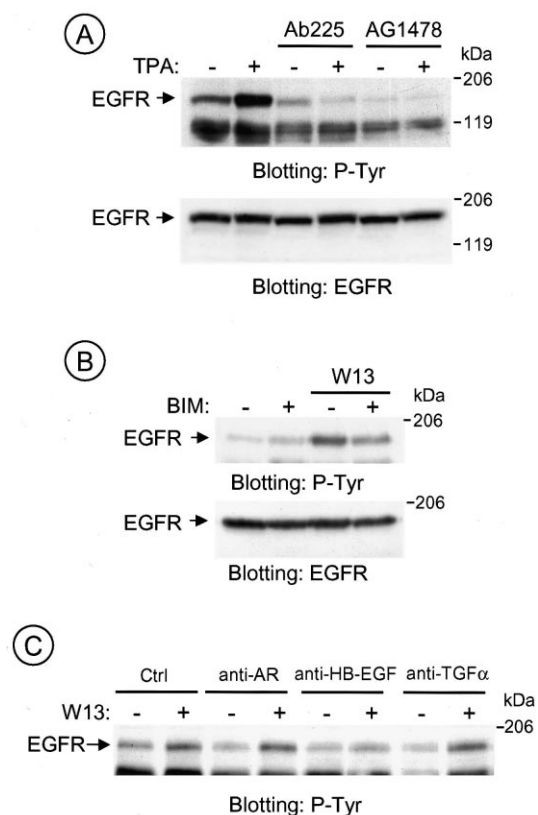 A
Ab225 AG1478
kDa
TPA: - + - + - +
-206
EGFR
-119
Blotting: P-Tyr
-206
EGFR
-119
Blotting: EGFR
B
W13
kDa
BIM: - + - +
-206
EGFR
Blotting: P-Tyr
-206
EGFR
Blotting: EGFR
C
Ctrl anti-AR anti-HB-EGF anti-TGFα
kDa
W13: - + - + - + - +
-206
EGFR
Blotting: P-Tyr